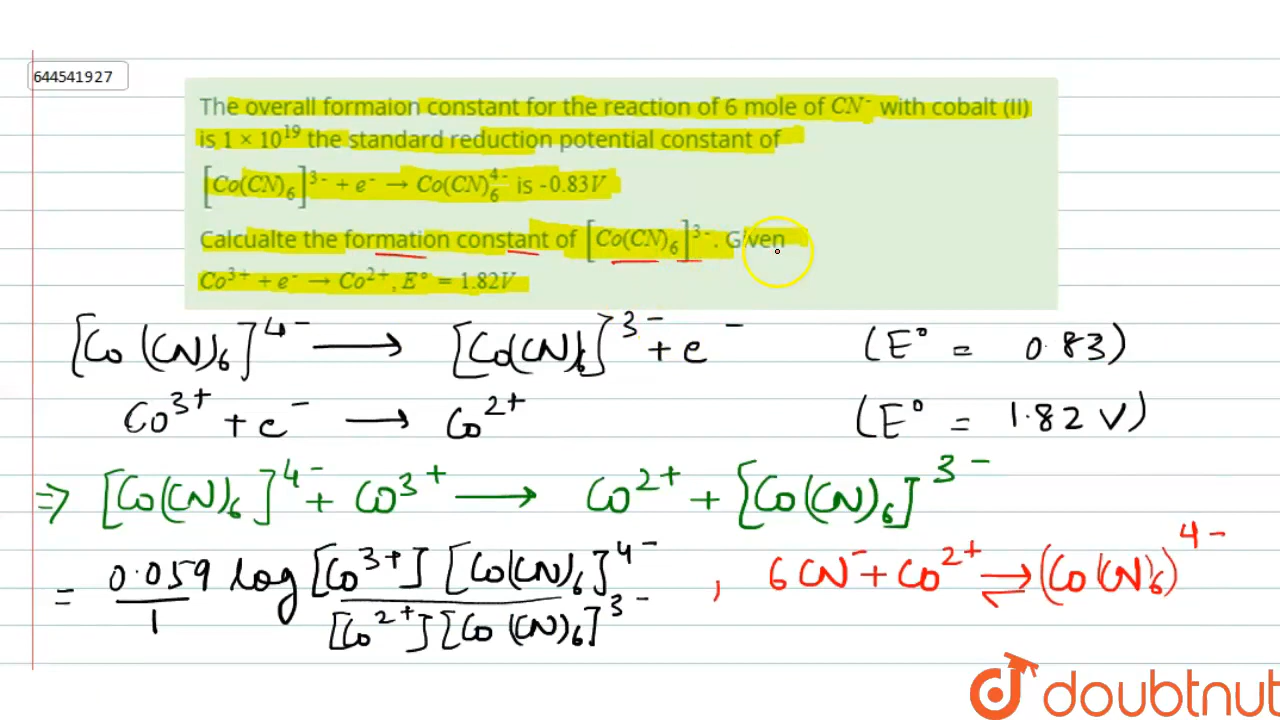 644541927
The overall formaion constant for the reaction of 6 mole of CN⁻ with cobalt (II)
is 1 × 10¹⁹ the standard reduction potential constant of
[Co(CN)₆]³⁻ + e⁻ → Co(CN)₆⁴⁻ is -0.83V
Calcualte the formation constant of [Co(CN)₆]³⁻. Given
Co³⁺ + e⁻ → Co²⁺, E° = 1.82V
[Co(CN)₆]⁴⁻ → [Co(CN)₆]³⁻ + e⁻ (E° = 0.83)
Co³⁺ + e⁻ → Co²⁺ (E° = 1.82 V)
⇒ [Co(CN)₆]⁴⁻ + Co³⁺ → Co²⁺ + [Co(CN)₆]³⁻
= 0.059/1 log [Co³⁺][Co(CN)₆]⁴⁻/[Co²⁺][Co(CN)₆]³⁻ , 6CN⁻ + Co²⁺ ⇌ (Co(CN)₆)⁴⁻
doubtnut